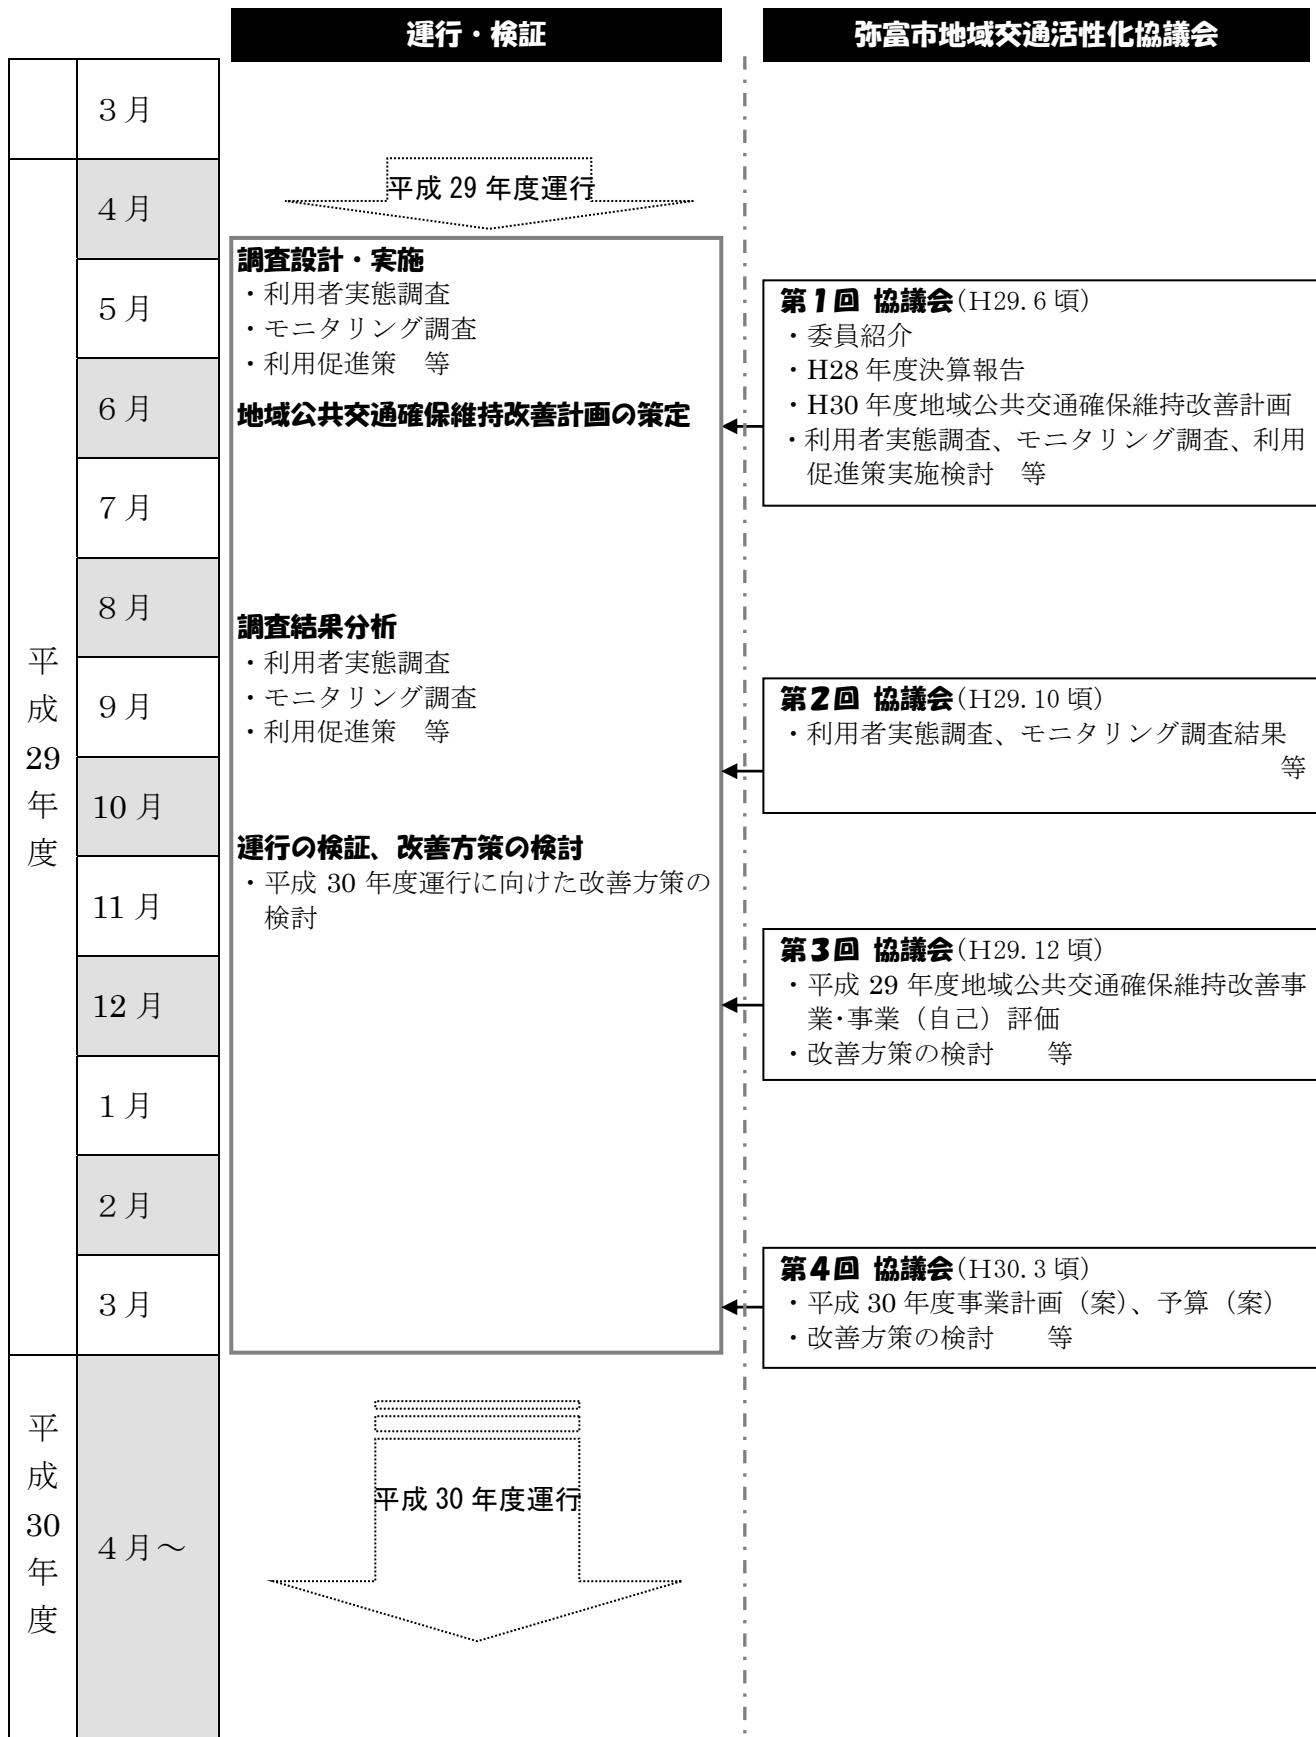 運行・検証
弥富市地域交通活性化協議会
3月
平成29年度
4月
5月
6月
7月
8月
9月
10月
11月
12月
1月
2月
3月
平成30年度
4月～
平成 29 年度運行
調査設計・実施
・利用者実態調査
・モニタリング調査
・利用促進策　等
地域公共交通確保維持改善計画の策定
調査結果分析
・利用者実態調査
・モニタリング調査
・利用促進策　等
運行の検証、改善方策の検討
・平成 30 年度運行に向けた改善方策の
検討
平成 30 年度運行
第1回 協議会(H29.6 頃)
・委員紹介
・H28 年度決算報告
・H30 年度地域公共交通確保維持改善計画
・利用者実態調査、モニタリング調査、利用
促進策実施検討　等
第2回 協議会(H29.10 頃)
・利用者実態調査、モニタリング調査結果
等
第3回 協議会(H29.12 頃)
・平成 29 年度地域公共交通確保維持改善事
業･事業（自己）評価
・改善方策の検討　　等
第4回 協議会(H30.3 頃)
・平成 30 年度事業計画（案）、予算（案）
・改善方策の検討　　等